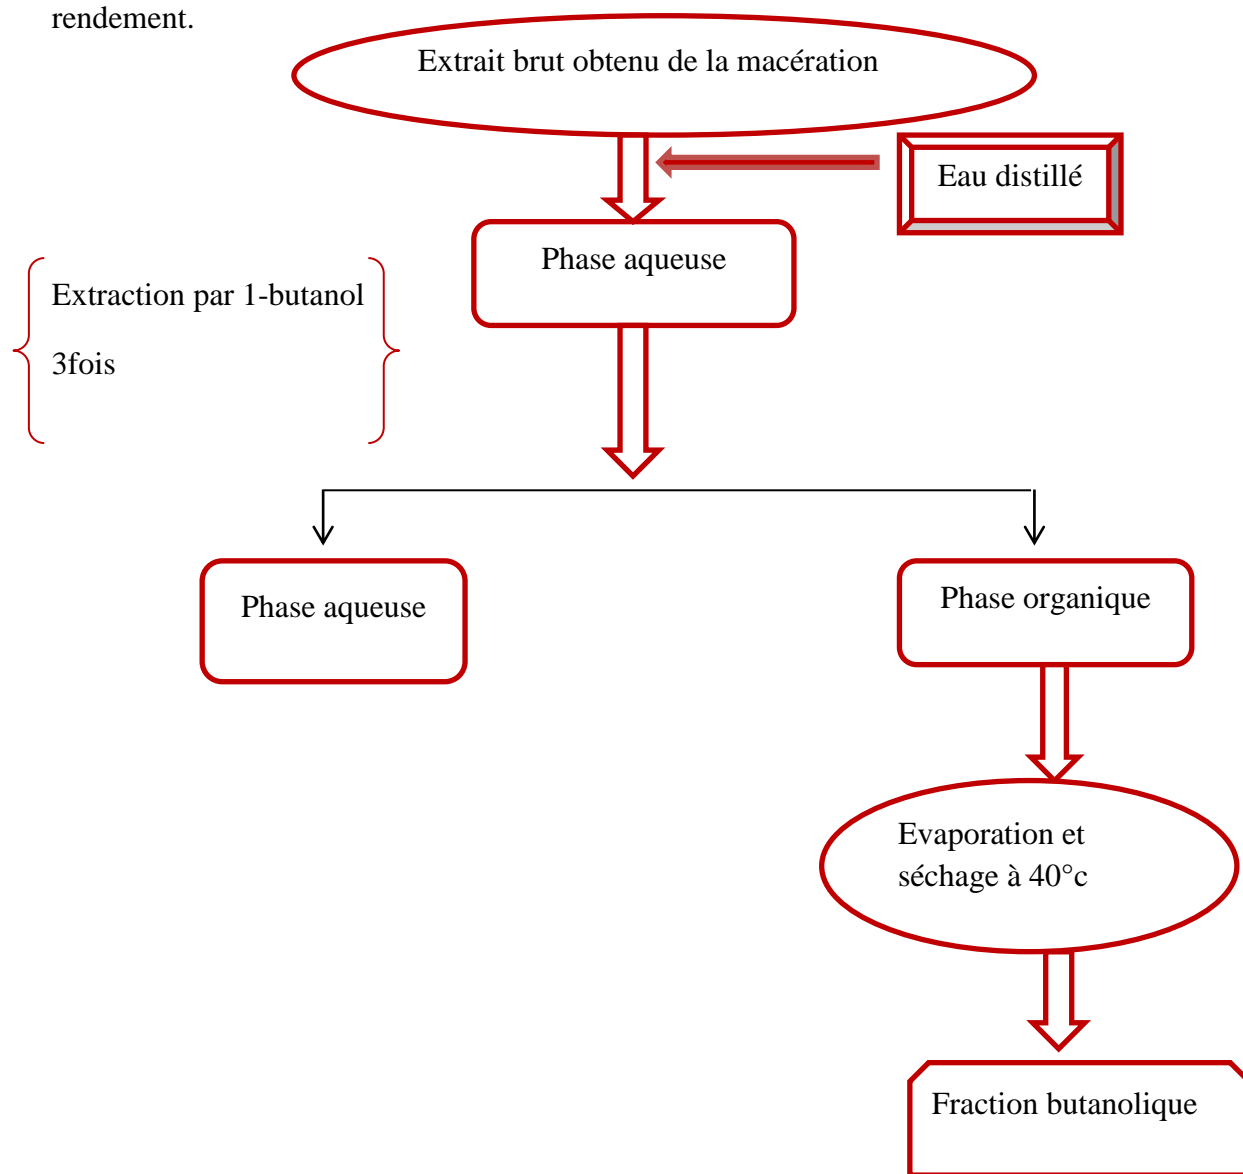 rendement.
Extrait brut obtenu de la macération
Eau distillé
Phase aqueuse
Extraction par 1-butanol
3fois
Phase aqueuse
Phase organique
Evaporation et
séchage à 40°c
Fraction butanolique